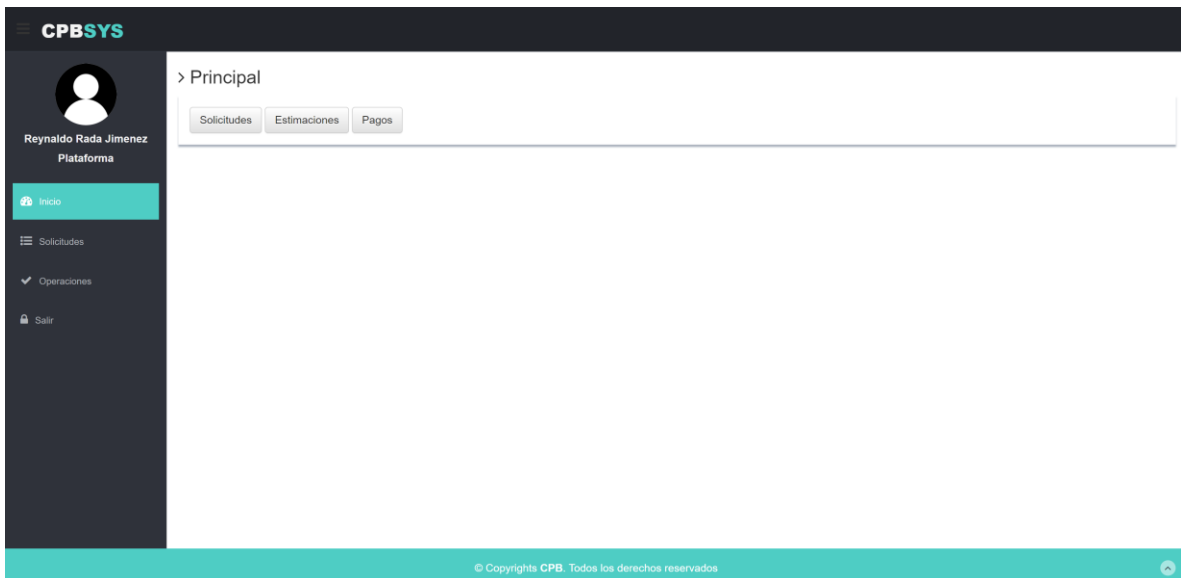 CPBSYS
Reynaldo Rada Jimenez
Plataforma
Inicio
Solicitudes
Operaciones
Salir
> Principal
Solicitudes Estimaciones Pagos
© Copyrights CPB. Todos los derechos reservados